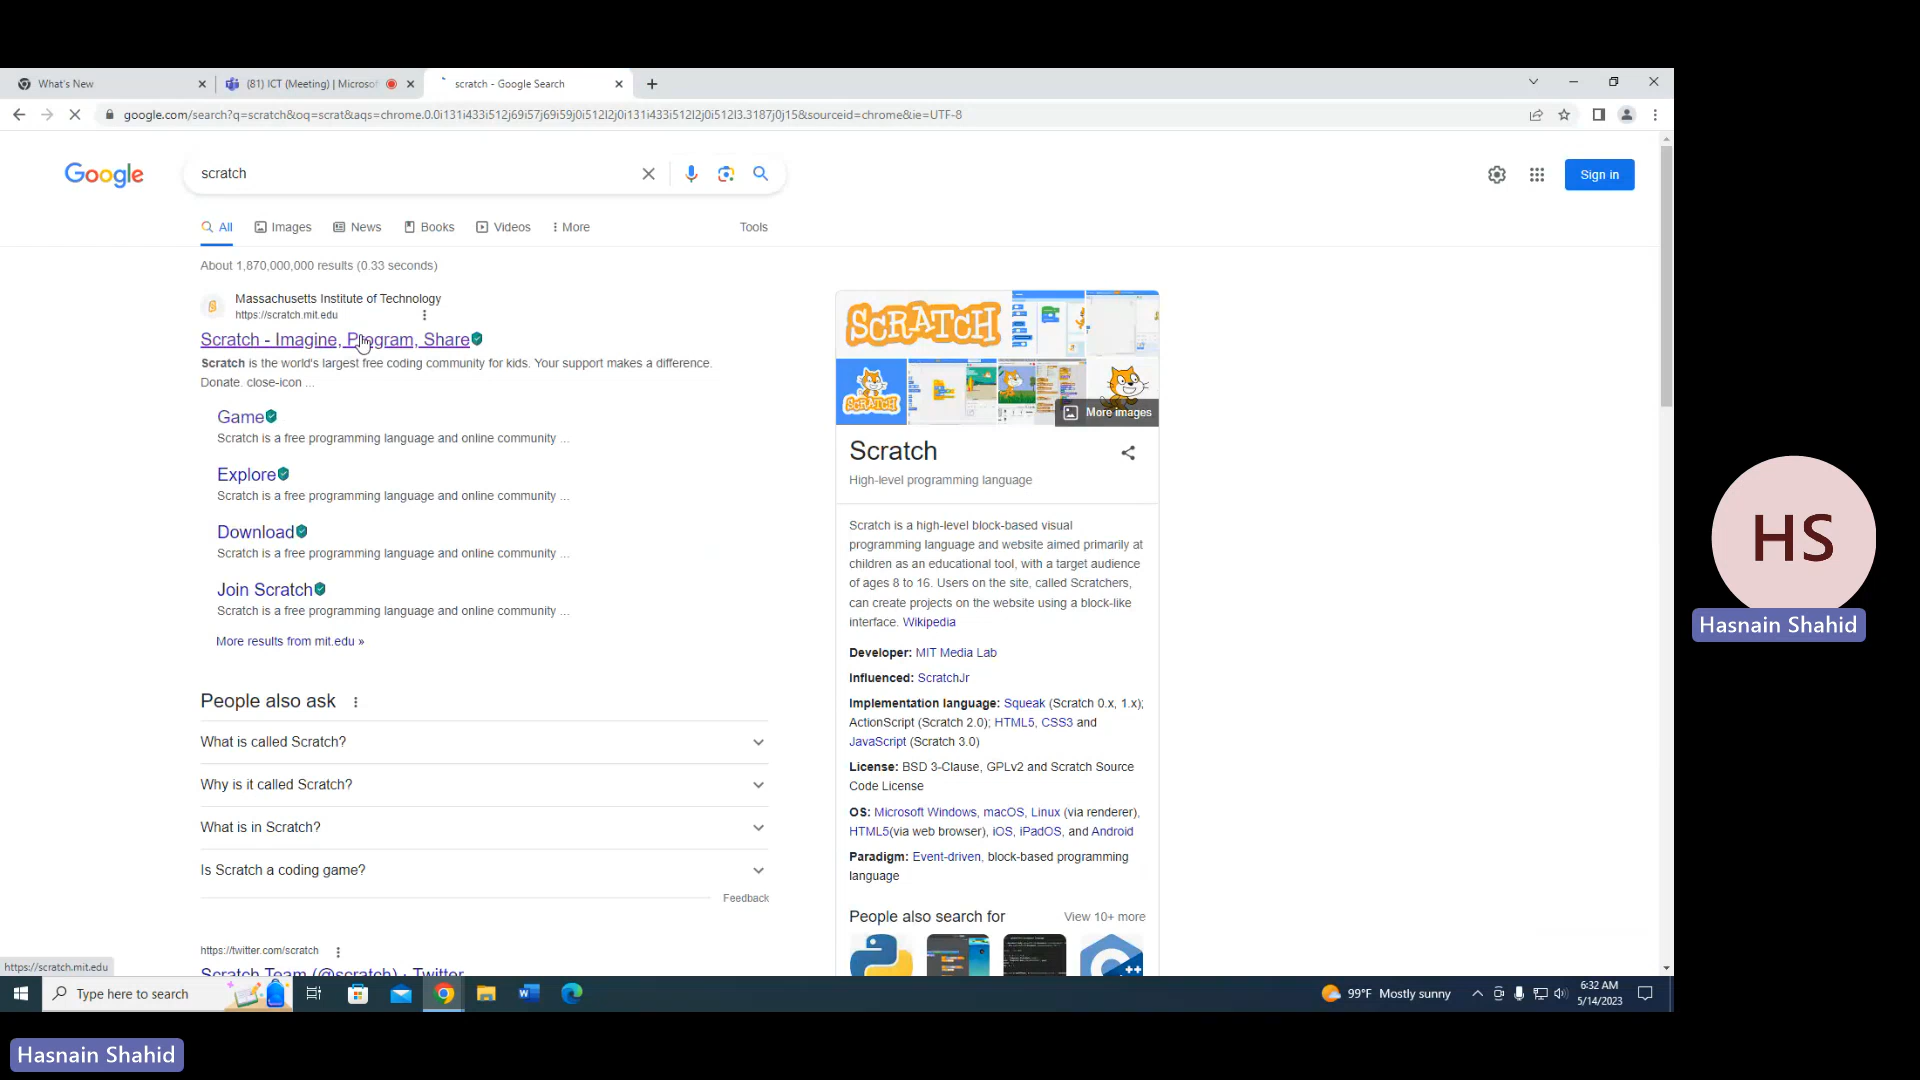 What's New
(81) ICT (Meeting) | Microsof
scratch - Google Search
google.com/search?q=scratch&oq=scrat&aqs=chrome.0.0i131i433i512j69i57j69i59j0i512l2j0i131i433i512l2j0i512l3.3187j0j15&sourceid=chrome&ie=UTF-8
Google
scratch
Sign in
All
Images
News
Books
Videos
More
Tools
About 1,870,000,000 results (0.33 seconds)
Massachusetts Institute of Technology
https://scratch.mit.edu
Scratch - Imagine, Program, Share
Scratch is the world's largest free coding community for kids. Your support makes a difference.
Donate. close-icon ...
Game
Scratch is a free programming language and online community ...
Explore
Scratch is a free programming language and online community ...
Download
Scratch is a free programming language and online community ...
Join Scratch
Scratch is a free programming language and online community ...
More results from mit.edu »
People also ask
What is called Scratch?
Why is it called Scratch?
What is in Scratch?
Is Scratch a coding game?
Feedback
https://twitter.com/scratch
Scratch Team (@scratch) · Twitter
SCRATCH
SCRATCH
More images
Scratch
High-level programming language
Scratch is a high-level block-based visual
programming language and website aimed primarily at
children as an educational tool, with a target audience
of ages 8 to 16. Users on the site, called Scratchers,
can create projects on the website using a block-like
interface. Wikipedia
Developer: MIT Media Lab
Influenced: ScratchJr
Implementation language: Squeak (Scratch 0.x, 1.x);
ActionScript (Scratch 2.0); HTML5, CSS3 and
JavaScript (Scratch 3.0)
License: BSD 3-Clause, GPLv2 and Scratch Source
Code License
OS: Microsoft Windows, macOS, Linux (via renderer),
HTML5(via web browser), iOS, iPadOS, and Android
Paradigm: Event-driven, block-based programming
language
People also search for
View 10+ more
https://scratch.mit.edu
Type here to search
99°F Mostly sunny
6:32 AM
5/14/2023
HS
Hasnain Shahid
Hasnain Shahid